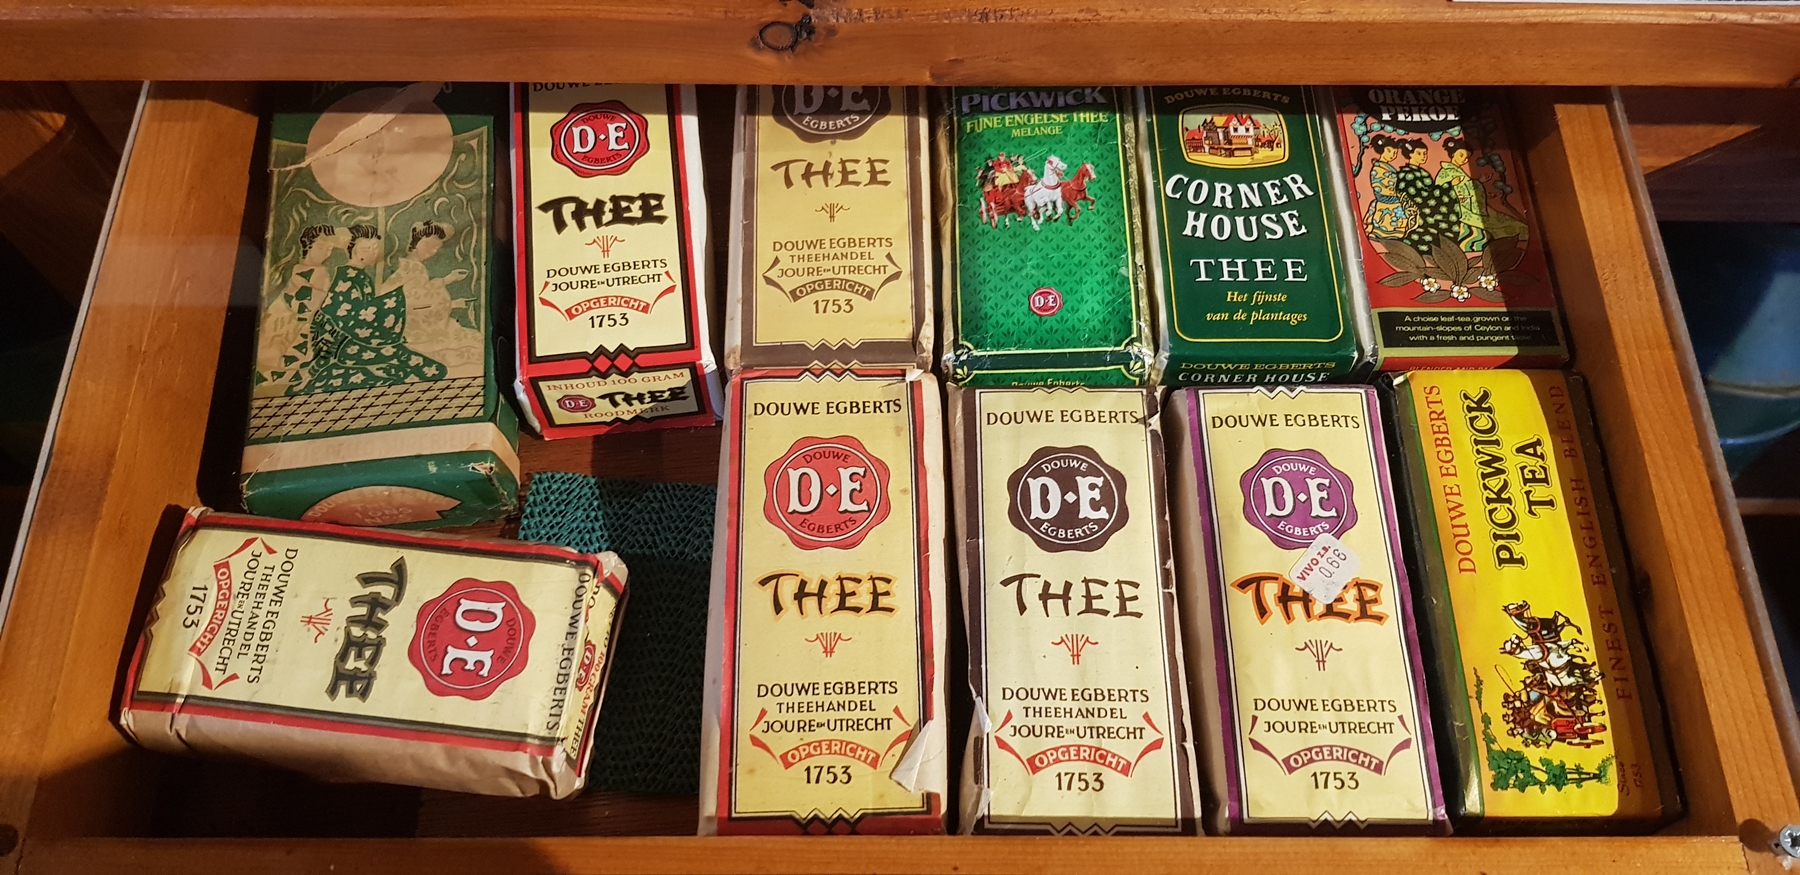 DOUWE
D·E
EGBERTS
THEE
DOUWE EGBERTS
JOURE EN UTRECHT
OPGERICHT
1753
INHOUD 100 GRAM
D·E THEE
ROODMERK
D·E
EGBERTS
THEE
DOUWE EGBERTS
THEEHANDEL
JOURE EN UTRECHT
OPGERICHT
1753
PICKWICK
FIJNE ENGELSE THEE
MELANGE
D·E
Douwe Egberts
DOUWE EGBERTS
CORNER
HOUSE
THEE
Het fijnste
van de plantages
DOUWE EGBERTS
CORNER HOUSE
ORANGE
PEKOE
A choise leaf-tea, grown on the
mountain-slopes of Ceylon and India
with a fresh and pungent
DOUWE EGBERTS
DOUWE
D·E
EGBERTS
THEE
DOUWE EGBERTS
THEEHANDEL
JOURE EN UTRECHT
OPGERICHT
1753
DOUWE EGBERTS
DOUWE
D·E
EGBERTS
THEE
DOUWE EGBERTS
THEEHANDEL
JOURE EN UTRECHT
OPGERICHT
1753
DOUWE EGBERTS
DOUWE
D·E
EGBERTS
THEE
DOUWE EGBERTS
THEEHANDEL
JOURE EN UTRECHT
OPGERICHT
1753
DOUWE EGBERTS
DOUWE
D·E
EGBERTS
VIVO
0.66
THEE
DOUWE EGBERTS
JOURE EN UTRECHT
OPGERICHT
1753
DOUWE EGBERTS
PICKWICK
TEA
FINEST ENGLISH BLEND
Since
1753